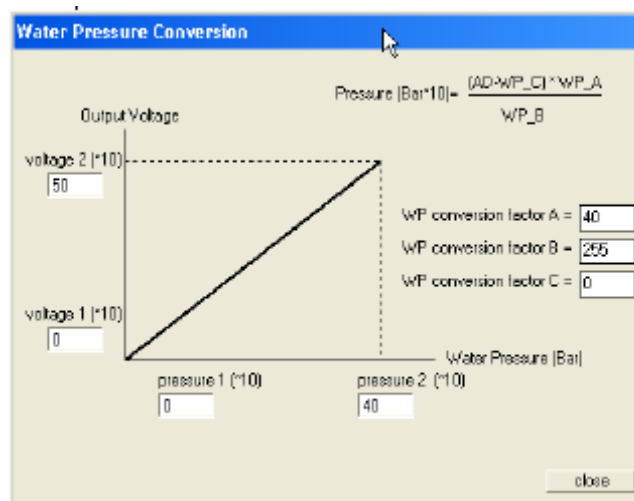 Water Pressure Conversion
Pressure (Bar*10)= (AD-WP_C)*WP_A
WP_B
Output Voltage
voltage 2 (*10)
50
WP conversion factor A = 40
WP conversion factor B = 255
WP conversion factor C = 0
voltage 1 (*10)
0
Water Pressure (Bar)
pressure 1 (*10)
pressure 2 (*10)
0
40
close